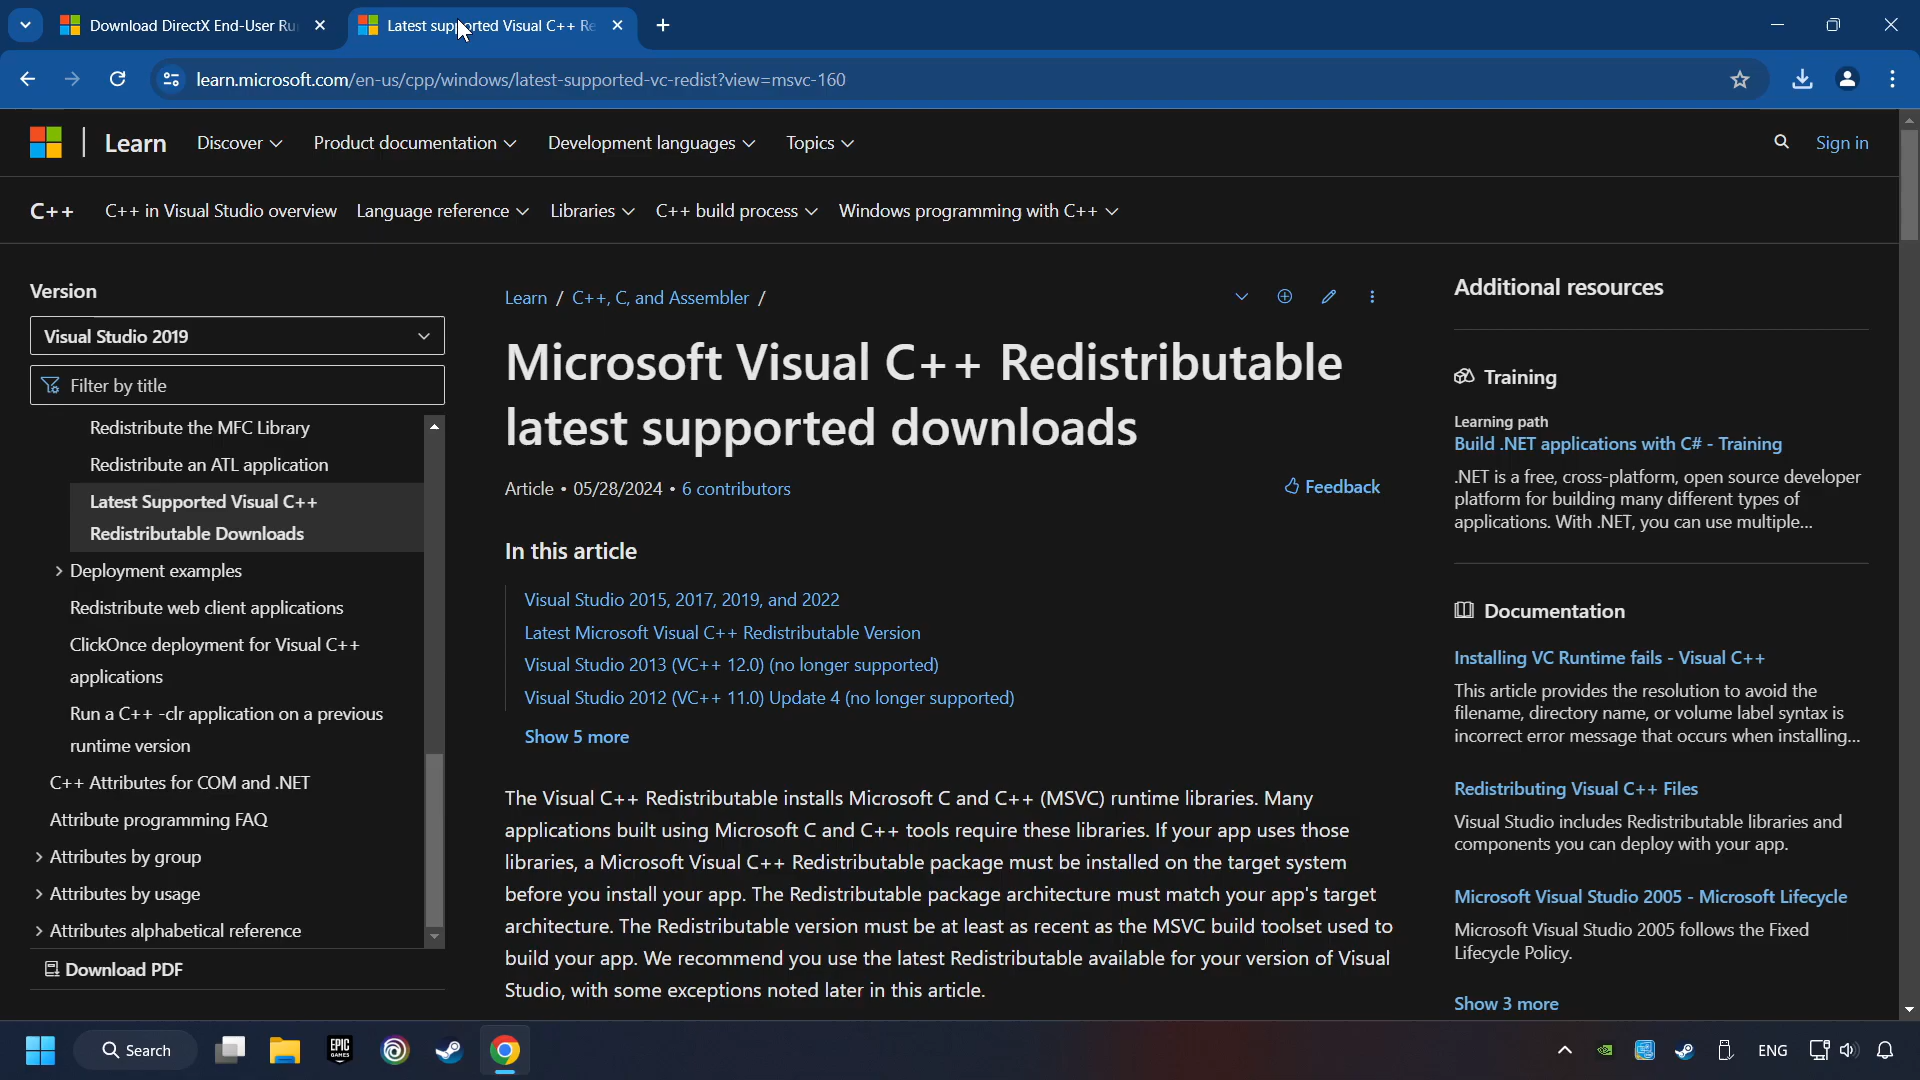 Download DirectX End-User Ru
Latest supported Visual C++ Re
learn.microsoft.com/en-us/cpp/windows/latest-supported-vc-redist?view=msvc-160
Learn
Discover
Product documentation
Development languages
Topics
Sign in
C++
C++ in Visual Studio overview
Language reference
Libraries
C++ build process
Windows programming with C++
Version
Visual Studio 2019
Filter by title
Redistribute the MFC Library
Redistribute an ATL application
Latest Supported Visual C++
Redistributable Downloads
Deployment examples
Redistribute web client applications
ClickOnce deployment for Visual C++
applications
Run a C++ -clr application on a previous
runtime version
C++ Attributes for COM and .NET
Attribute programming FAQ
Attributes by group
Attributes by usage
Attributes alphabetical reference
Download PDF
Learn / C++, C, and Assembler /
Microsoft Visual C++ Redistributable
latest supported downloads
Article • 05/28/2024 • 6 contributors
Feedback
In this article
Visual Studio 2015, 2017, 2019, and 2022
Latest Microsoft Visual C++ Redistributable Version
Visual Studio 2013 (VC++ 12.0) (no longer supported)
Visual Studio 2012 (VC++ 11.0) Update 4 (no longer supported)
Show 5 more
The Visual C++ Redistributable installs Microsoft C and C++ (MSVC) runtime libraries. Many
applications built using Microsoft C and C++ tools require these libraries. If your app uses those
libraries, a Microsoft Visual C++ Redistributable package must be installed on the target system
before you install your app. The Redistributable package architecture must match your app's target
architecture. The Redistributable version must be at least as recent as the MSVC build toolset used to
build your app. We recommend you use the latest Redistributable available for your version of Visual
Studio, with some exceptions noted later in this article.
Additional resources
Training
Learning path
Build .NET applications with C# - Training
.NET is a free, cross-platform, open source developer
platform for building many different types of
applications. With .NET, you can use multiple...
Documentation
Installing VC Runtime fails - Visual C++
This article provides the resolution to avoid the
filename, directory name, or volume label syntax is
incorrect error message that occurs when installing...
Redistributing Visual C++ Files
Visual Studio includes Redistributable libraries and
components you can deploy with your app.
Microsoft Visual Studio 2005 - Microsoft Lifecycle
Microsoft Visual Studio 2005 follows the Fixed
Lifecycle Policy.
Show 3 more
Search
EPIC
GAMES
ENG